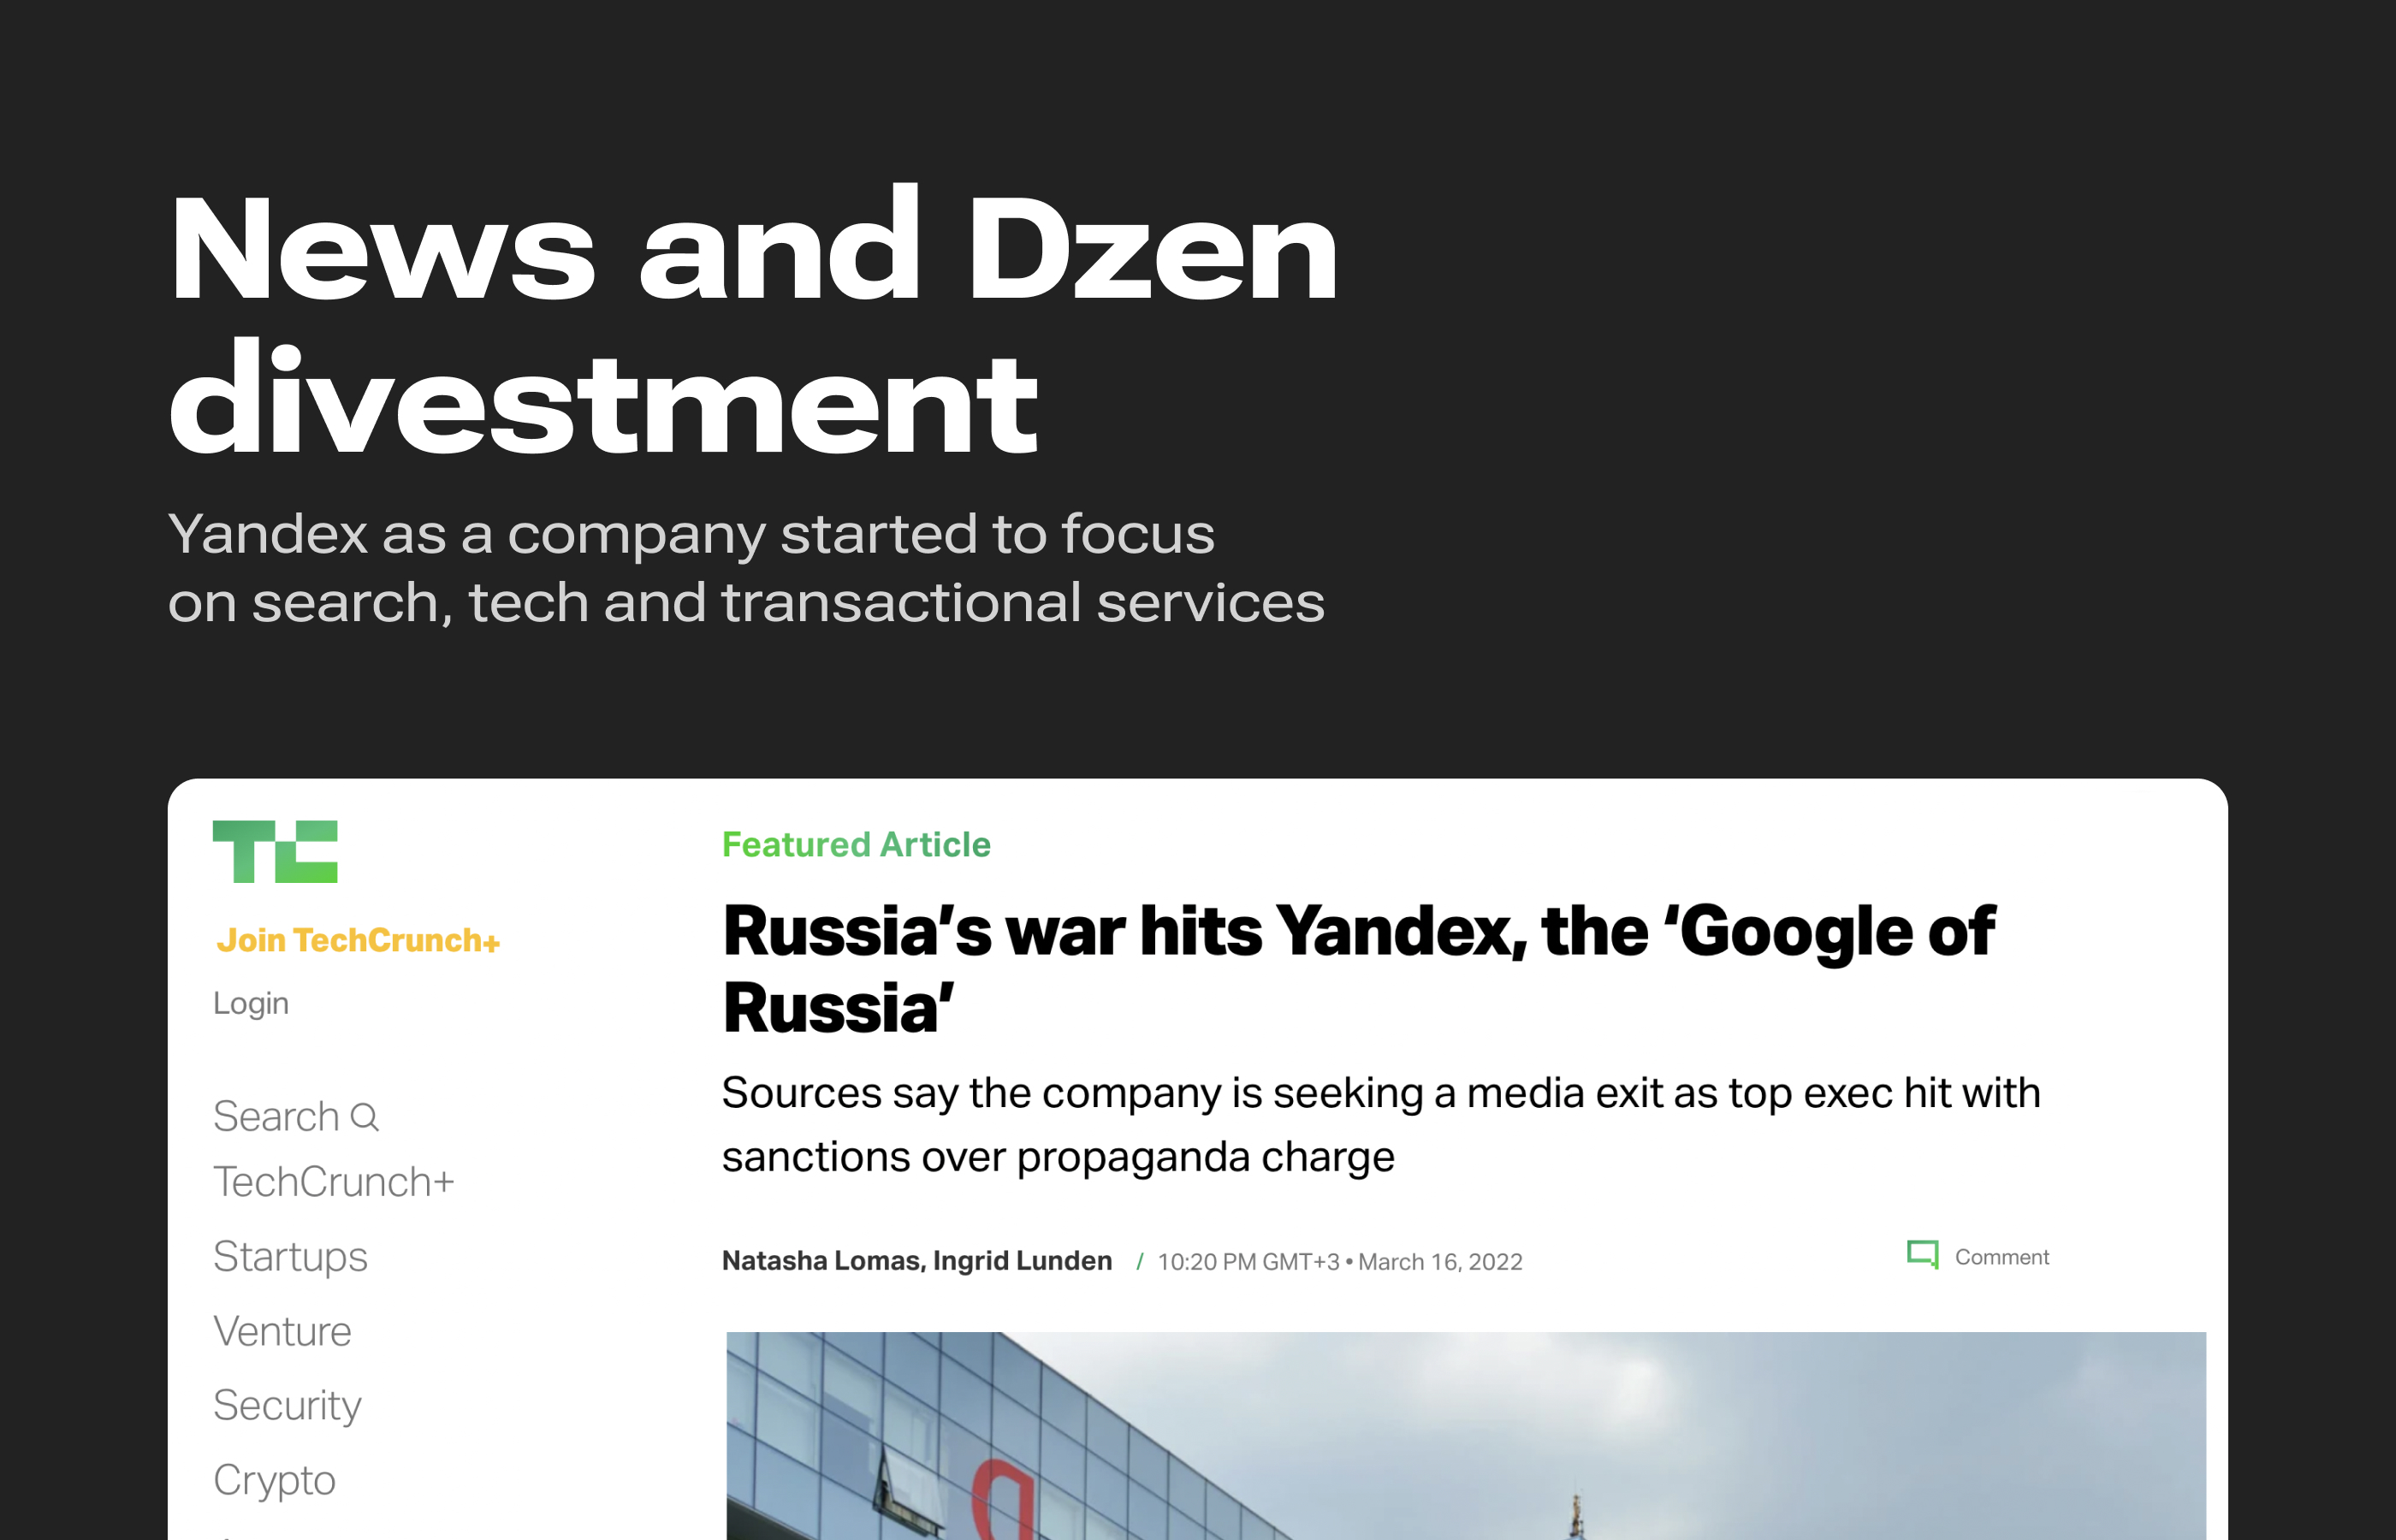 News and Dzen
divestment
Yandex as a company started to focus
on search, tech and transactional services
TC
Join TechCrunch+
Login
Search
TechCrunch+
Startups
Venture
Security
Crypto
Featured Article
Russia’s war hits Yandex, the ‘Google of
Russia’
Sources say the company is seeking a media exit as top exec hit with
sanctions over propaganda charge
Natasha Lomas, Ingrid Lunden / 10:20 PM GMT+3 • March 16, 2022
Comment